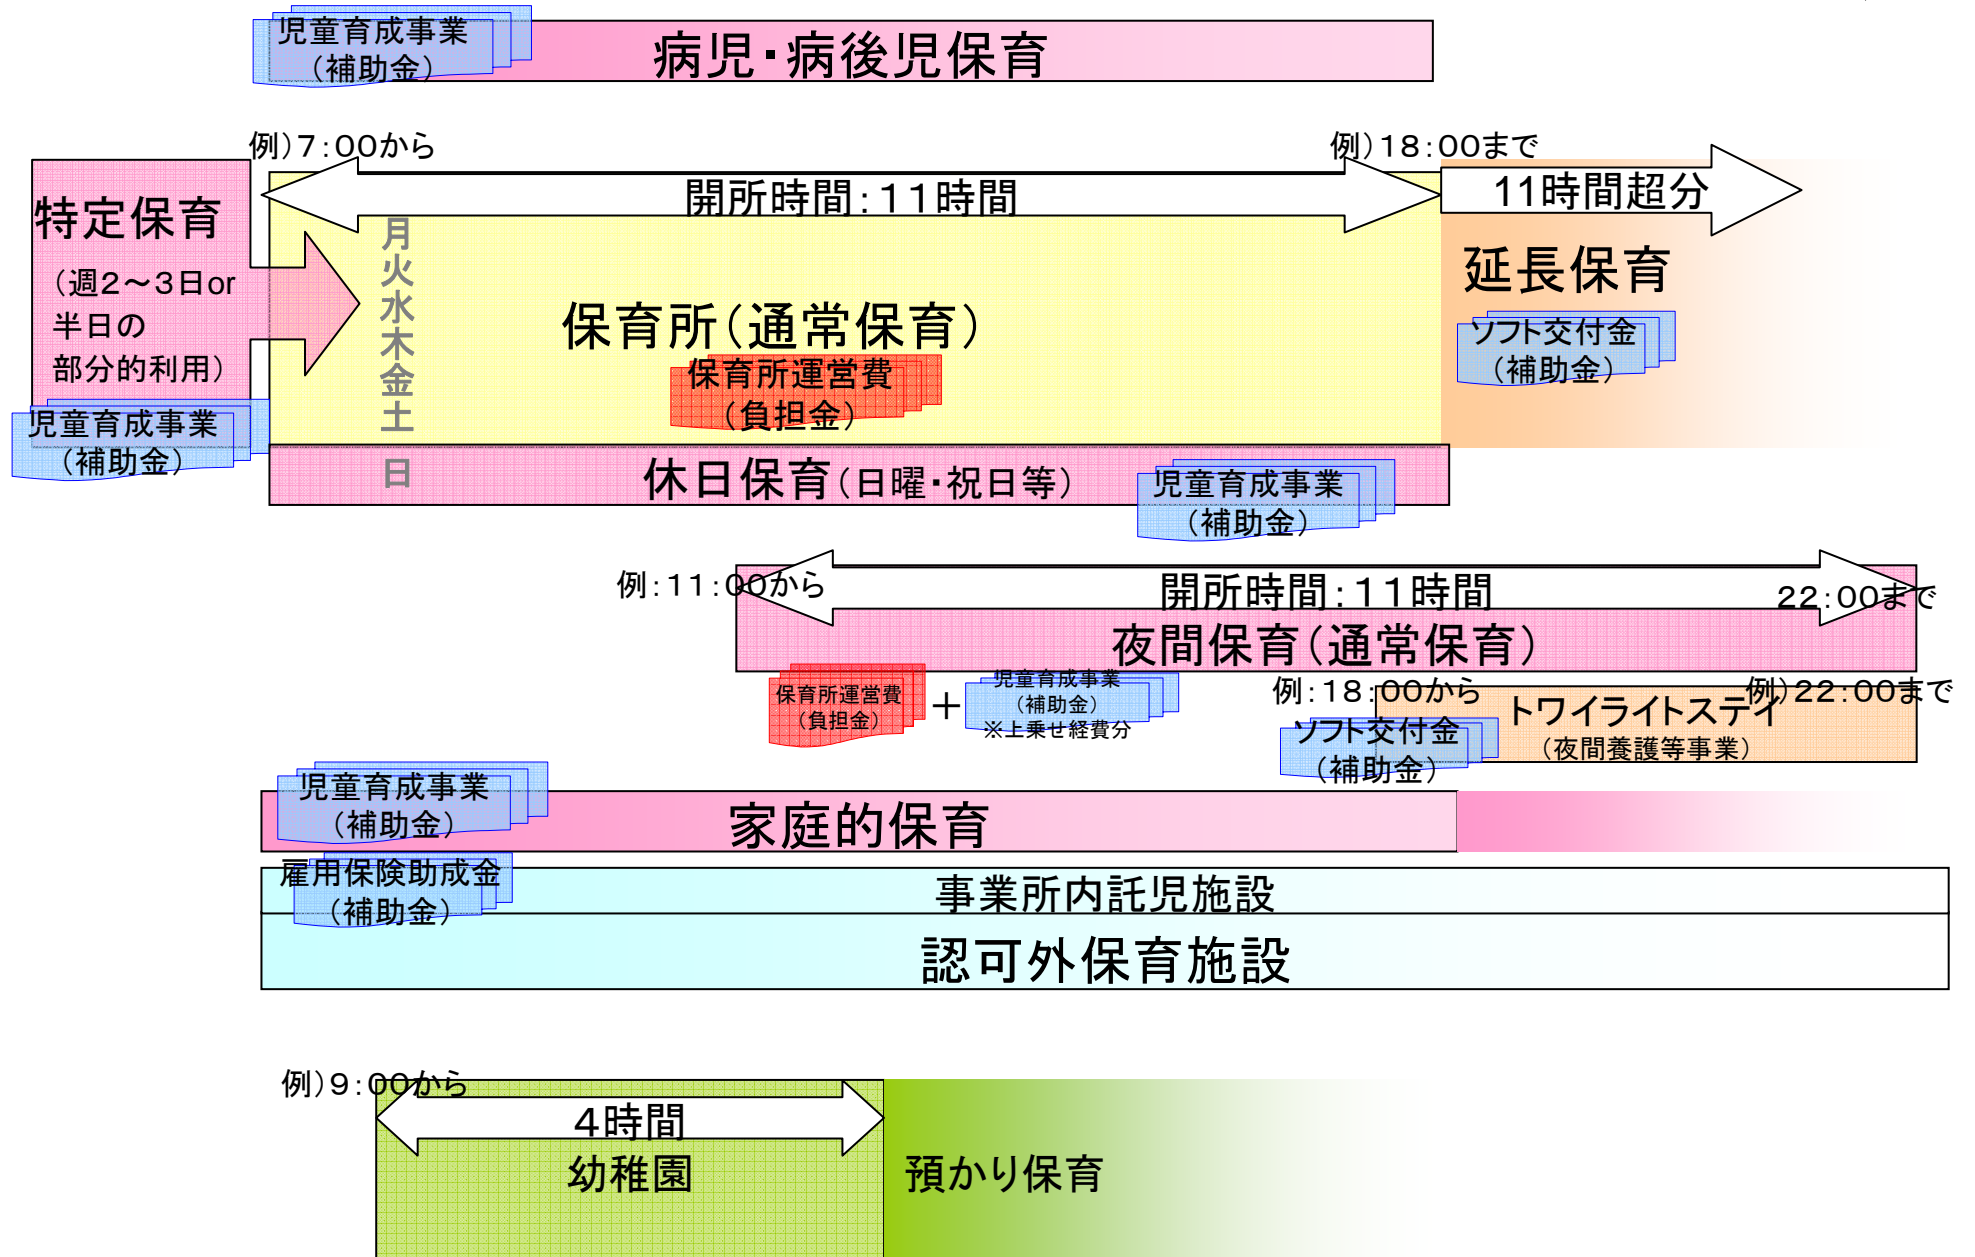 児童育成事業
（補助金）
病児・病後児保育
例）７：００から
例）１８：００まで
開所時間：１１時間
11時間超分
特定保育
（週２～３日or
半日の
部分的利用）
児童育成事業
（補助金）
月
火
水
木
金
土
日
保育所（通常保育）
保育所運営費
（負担金）
延長保育
ソフト交付金
（補助金）
休日保育（日曜・祝日等）
児童育成事業
（補助金）
例：１１：００から
開所時間：１１時間
２２：００まで
夜間保育（通常保育）
保育所運営費
（負担金）
＋
児童育成事業
（補助金）
※上乗せ経費分
例：１８：００から
例）２２：００まで
トワイライトステイ
（夜間養護等事業）
ソフト交付金
（補助金）
児童育成事業
（補助金）
家庭的保育
雇用保険助成金
（補助金）
事業所内託児施設
認可外保育施設
例）９：００から
４時間
幼稚園
預かり保育